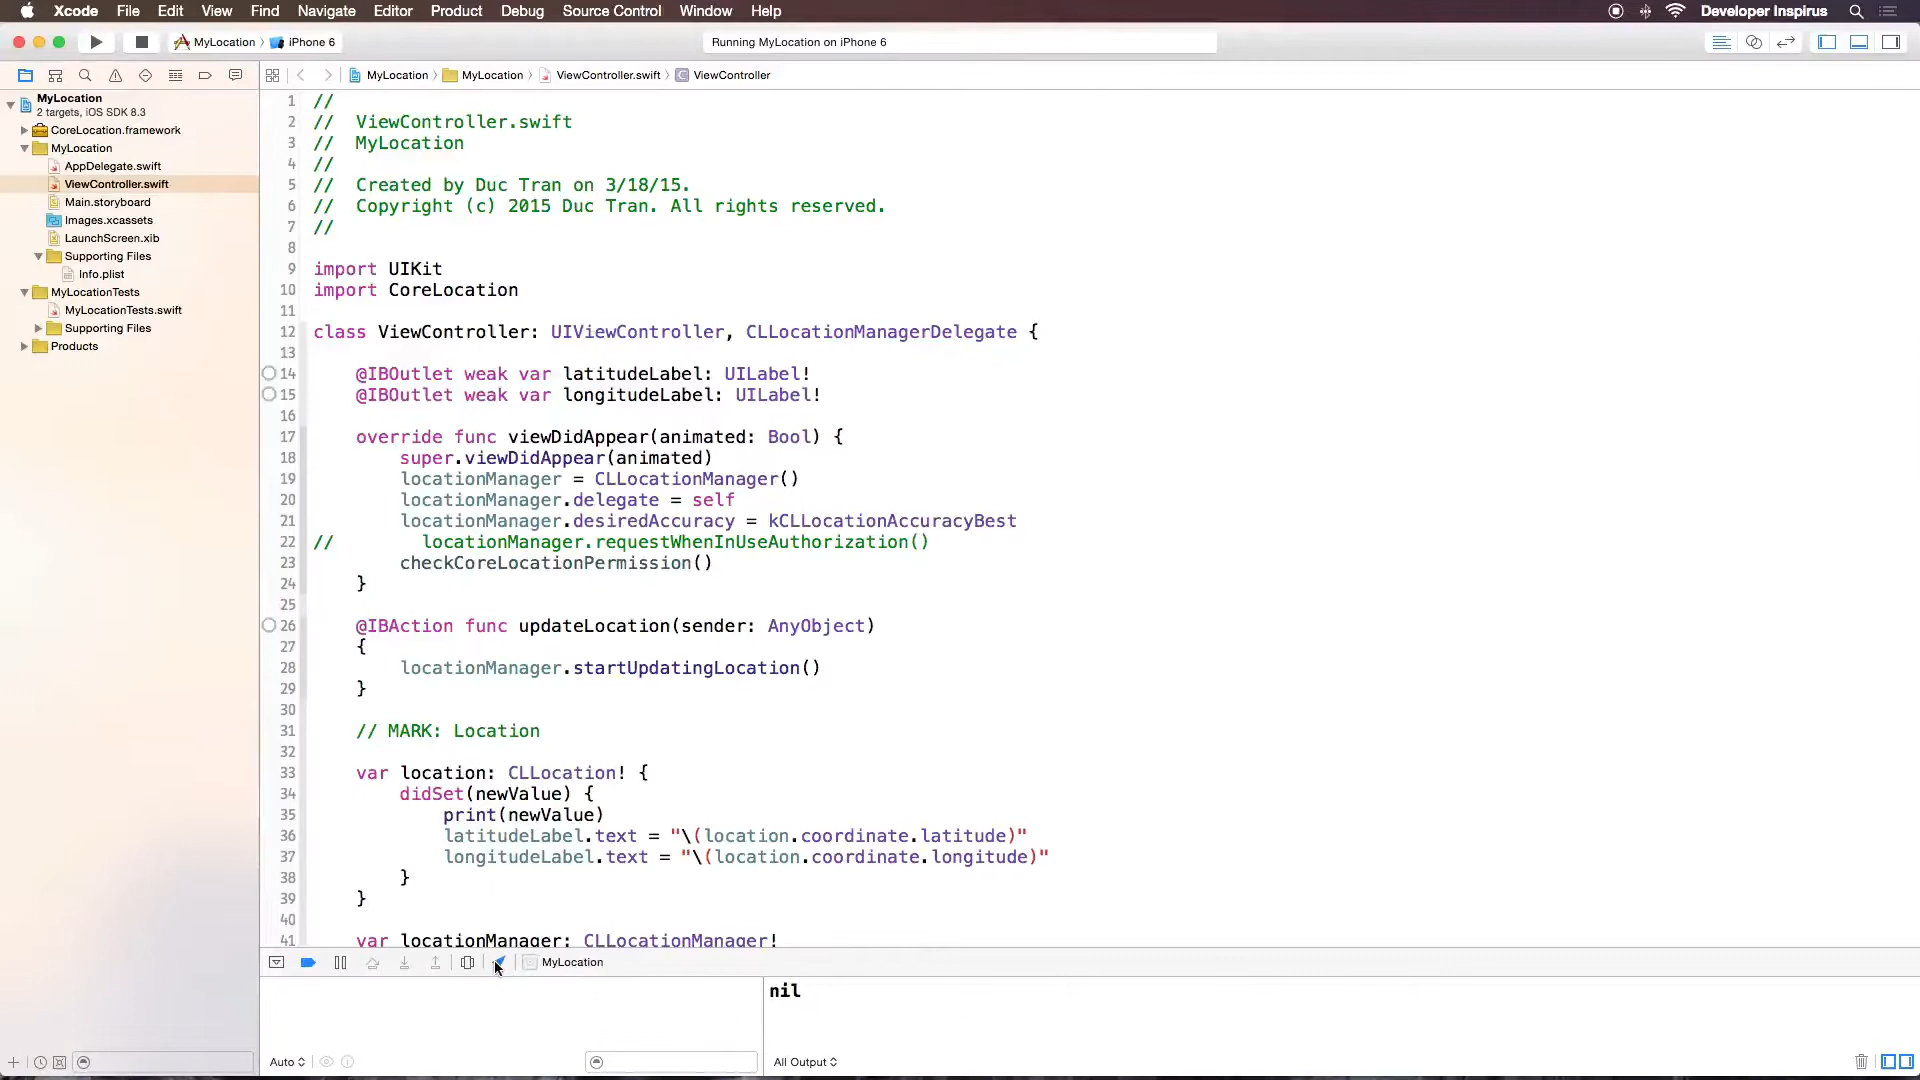 Xcode File Edit View Find Navigate Editor Product Debug Source Control Window Help Developer Inspirus
MyLocation iPhone 6 Running MyLocation on iPhone 6
MyLocation MyLocation ViewController.swift ViewController
MyLocation
2 targets, iOS SDK 8.3
CoreLocation.framework
MyLocation
AppDelegate.swift
ViewController.swift
Main.storyboard
Images.xcassets
LaunchScreen.xib
Supporting Files
Info.plist
MyLocationTests
MyLocationTests.swift
Supporting Files
Products
1 //
2 // ViewController.swift
3 // MyLocation
4 //
5 // Created by Duc Tran on 3/18/15.
6 // Copyright (c) 2015 Duc Tran. All rights reserved.
7 //
8
9 import UIKit
10 import CoreLocation
11
12 class ViewController: UIViewController, CLLocationManagerDelegate {
13
14 @IBOutlet weak var latitudeLabel: UILabel!
15 @IBOutlet weak var longitudeLabel: UILabel!
16
17 override func viewDidAppear(animated: Bool) {
18 super.viewDidAppear(animated)
19 locationManager = CLLocationManager()
20 locationManager.delegate = self
21 locationManager.desiredAccuracy = kCLLocationAccuracyBest
22 // locationManager.requestWhenInUseAuthorization()
23 checkCoreLocationPermission()
24 }
25
26 @IBAction func updateLocation(sender: AnyObject)
27 {
28 locationManager.startUpdatingLocation()
29 }
30
31 // MARK: Location
32
33 var location: CLLocation! {
34 didSet(newValue) {
35 print(newValue)
36 latitudeLabel.text = "\(location.coordinate.latitude)"
37 longitudeLabel.text = "\(location.coordinate.longitude)"
38 }
39 }
40
41 var locationManager: CLLocationManager!
MyLocation
nil
Auto All Output